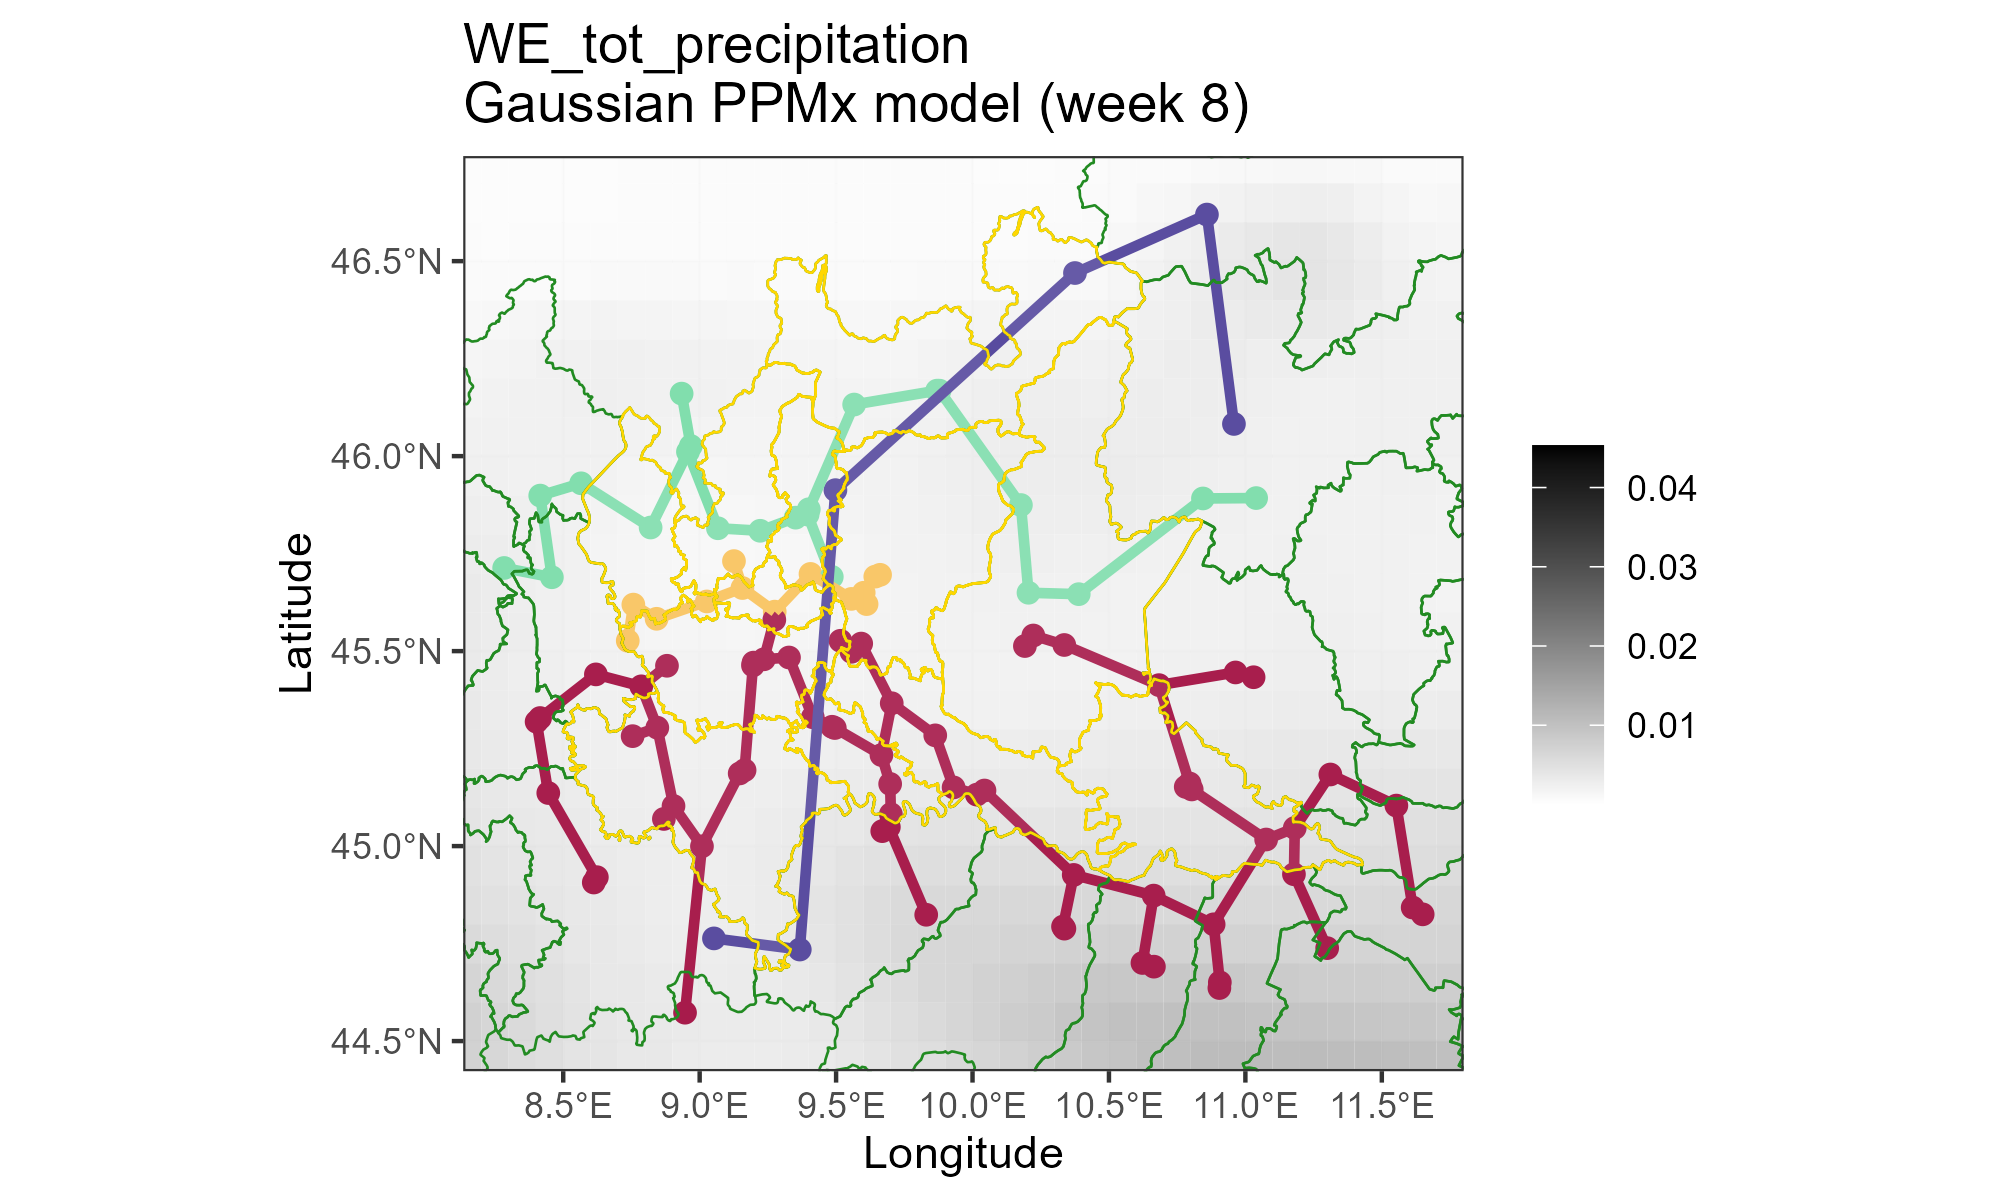 WE_tot_precipitation
Gaussian PPMx model (week 8)
46.5°N
46.0°N
45.5°N
45.0°N
44.5°N
Latitude
8.5°E
9.0°E
9.5°E
10.0°E
10.5°E
11.0°E
11.5°E
Longitude
0.04
0.03
0.02
0.01